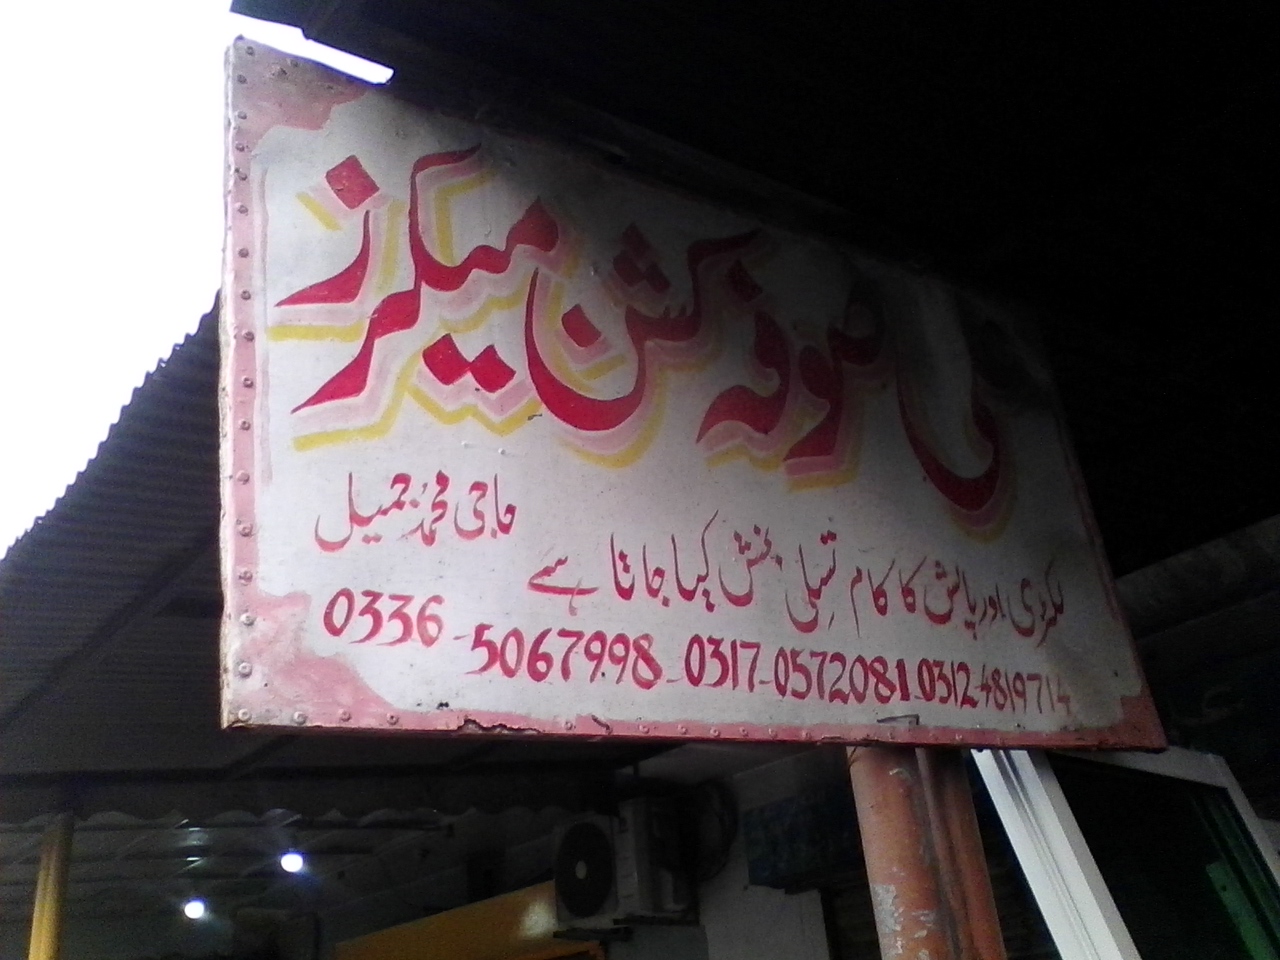 صوفہ کشن میکرز
حاجی محمد جمیل
لکڑی اور پالش کا کام تسلی بخش کیا جاتا ہے
0336-5067998 0317-0572081 0312-4819714